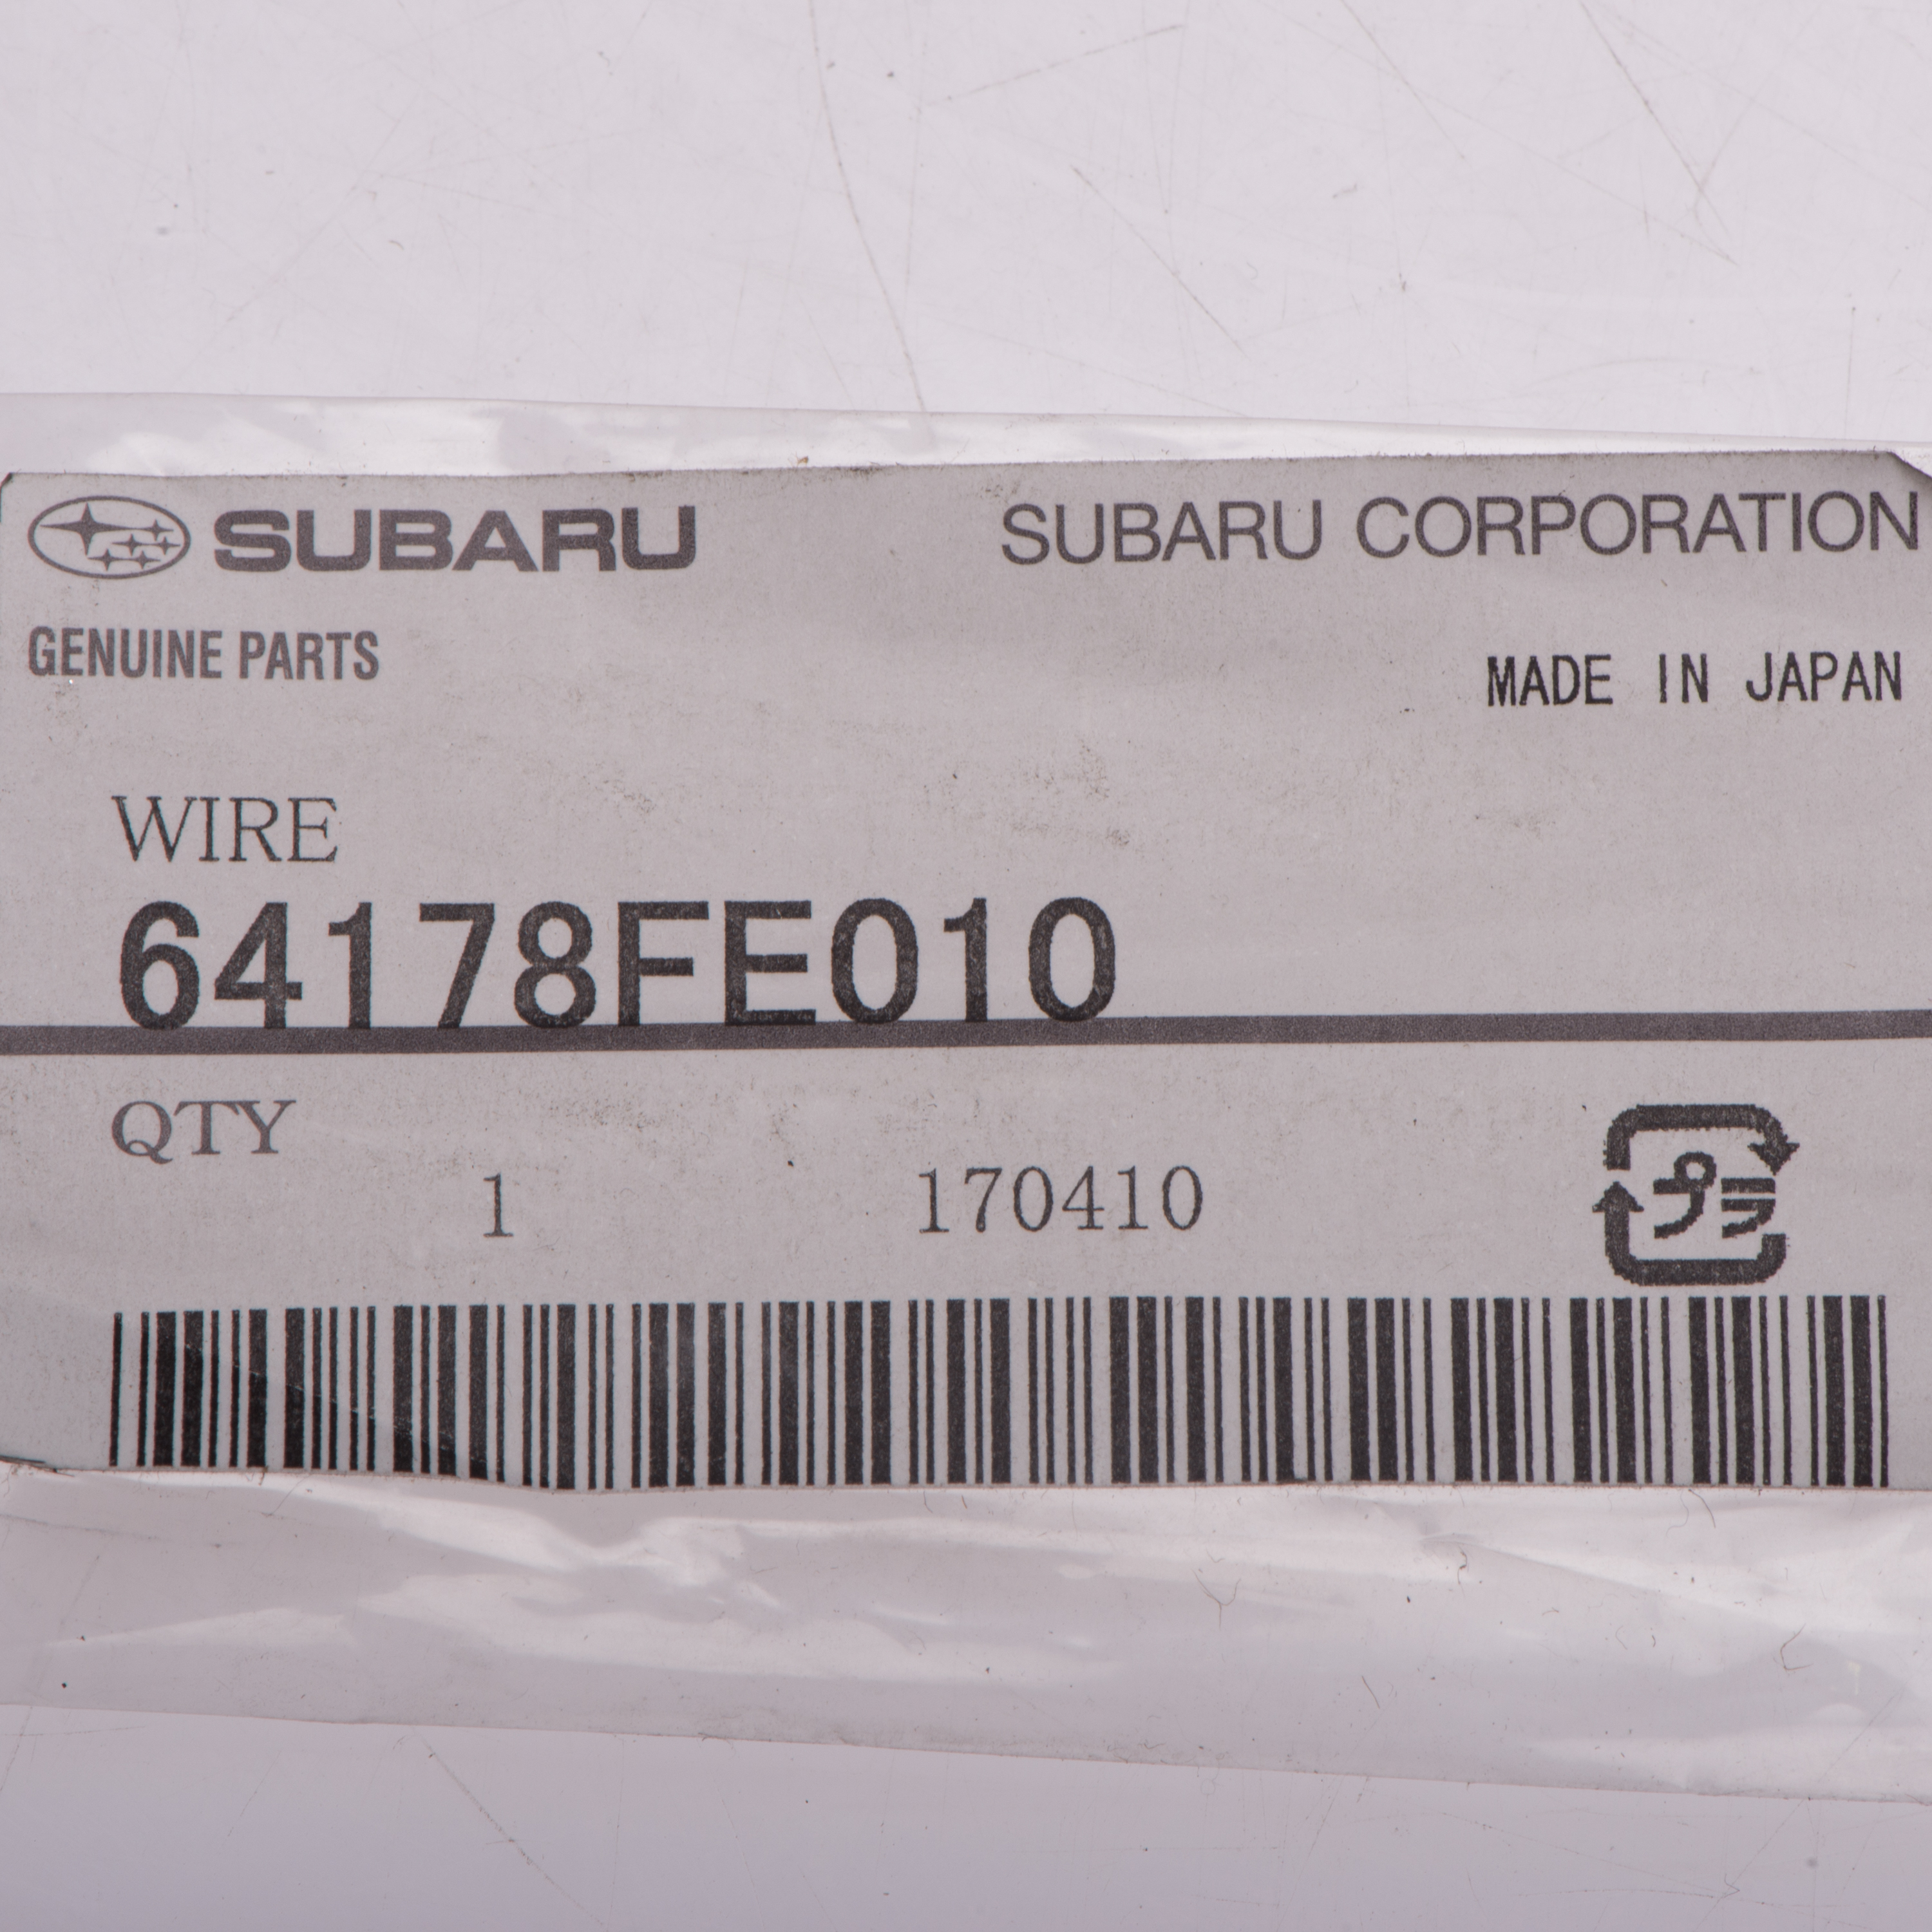 SUBARU SUBARU CORPORATION
GENUINE PARTS MADE IN JAPAN
WIRE
64178FE010
QTY
1 170410 プラ